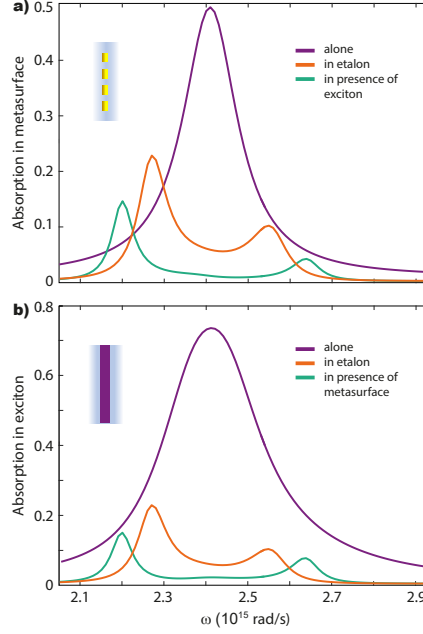 a)
0.5
0.4
0.3
0.2
0.1
0
Absorption in metasurface
alone
in etalon
in presence of
exciton
b)
0.8
0.6
0.4
0.2
0
Absorption in exciton
alone
in etalon
in presence of
metasurface
2.1 2.3 2.5 2.7 2.9
ω (10¹⁵ rad/s)